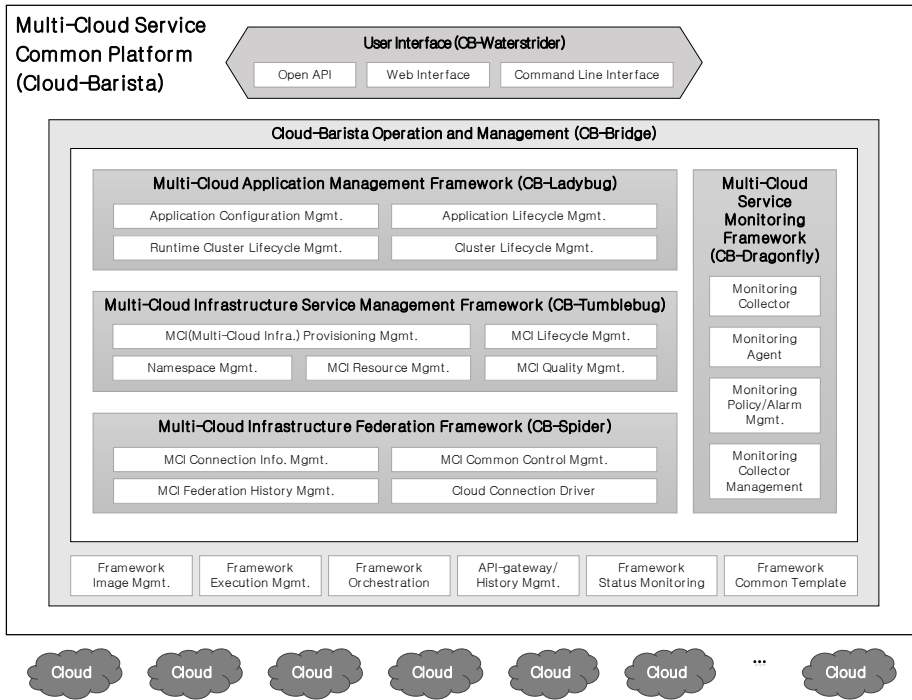 Multi-Cloud Service
Common Platform
(Cloud-Barista)
User Interface (CB-Waterstrider)
Open API
Web Interface
Command Line Interface
Cloud-Barista Operation and Management (CB-Bridge)
Multi-Cloud Application Management Framework (CB-Ladybug)
Application Configuration Mgmt.
Application Lifecycle Mgmt.
Runtime Cluster Lifecycle Mgmt.
Cluster Lifecycle Mgmt.
Multi-Cloud Infrastructure Service Management Framework (CB-Tumblebug)
MCI(Multi-Cloud Infra.) Provisioning Mgmt.
MCI Lifecycle Mgmt.
Namespace Mgmt.
MCI Resource Mgmt.
MCI Quality Mgmt.
Multi-Cloud Infrastructure Federation Framework (CB-Spider)
MCI Connection Info. Mgmt.
MCI Common Control Mgmt.
MCI Federation History Mgmt.
Cloud Connection Driver
Multi-Cloud
Service
Monitoring
Framework
(CB-Dragonfly)
Monitoring
Collector
Monitoring
Agent
Monitoring
Policy/Alarm
Mgmt.
Monitoring
Collector
Management
Framework
Image Mgmt.
Framework
Execution Mgmt.
Framework
Orchestration
API-gateway/
History Mgmt.
Framework
Status Monitoring
Framework
Common Template
Cloud
Cloud
Cloud
Cloud
Cloud
Cloud
...
Cloud